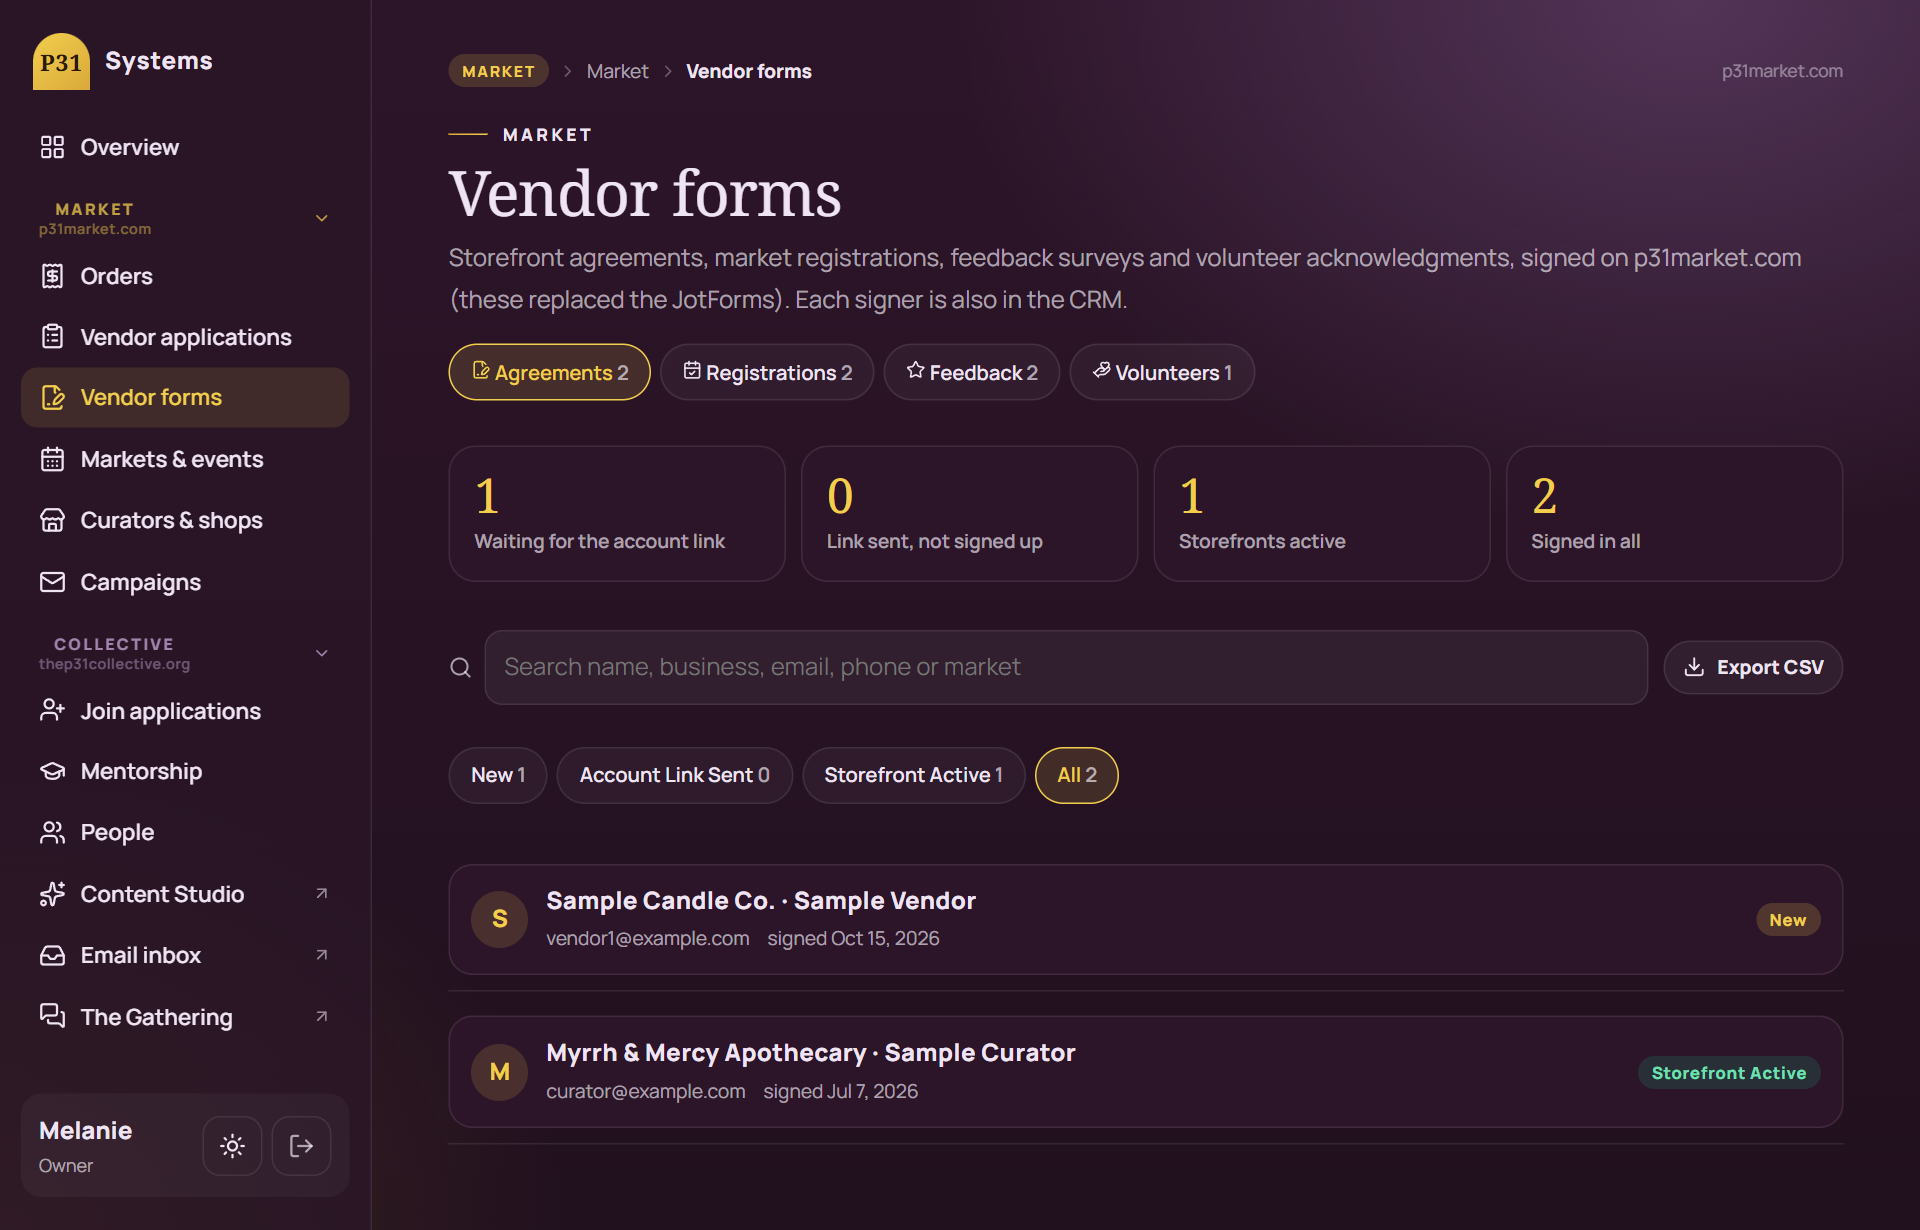 P31 Systems
Overview
MARKET
p31market.com
Orders
Vendor applications
Vendor forms
Markets & events
Curators & shops
Campaigns
COLLECTIVE
thep31collective.org
Join applications
Mentorship
People
Content Studio
Email inbox
The Gathering
Melanie
Owner
MARKET > Market > Vendor forms
p31market.com
MARKET
Vendor forms
Storefront agreements, market registrations, feedback surveys and volunteer acknowledgments, signed on p31market.com
(these replaced the JotForms). Each signer is also in the CRM.
Agreements 2
Registrations 2
Feedback 2
Volunteers 1
1
Waiting for the account link
0
Link sent, not signed up
1
Storefronts active
2
Signed in all
Search name, business, email, phone or market
Export CSV
New 1
Account Link Sent 0
Storefront Active 1
All 2
S
Sample Candle Co. · Sample Vendor
vendor1@example.com signed Oct 15, 2026
New
M
Myrrh & Mercy Apothecary · Sample Curator
curator@example.com signed Jul 7, 2026
Storefront Active